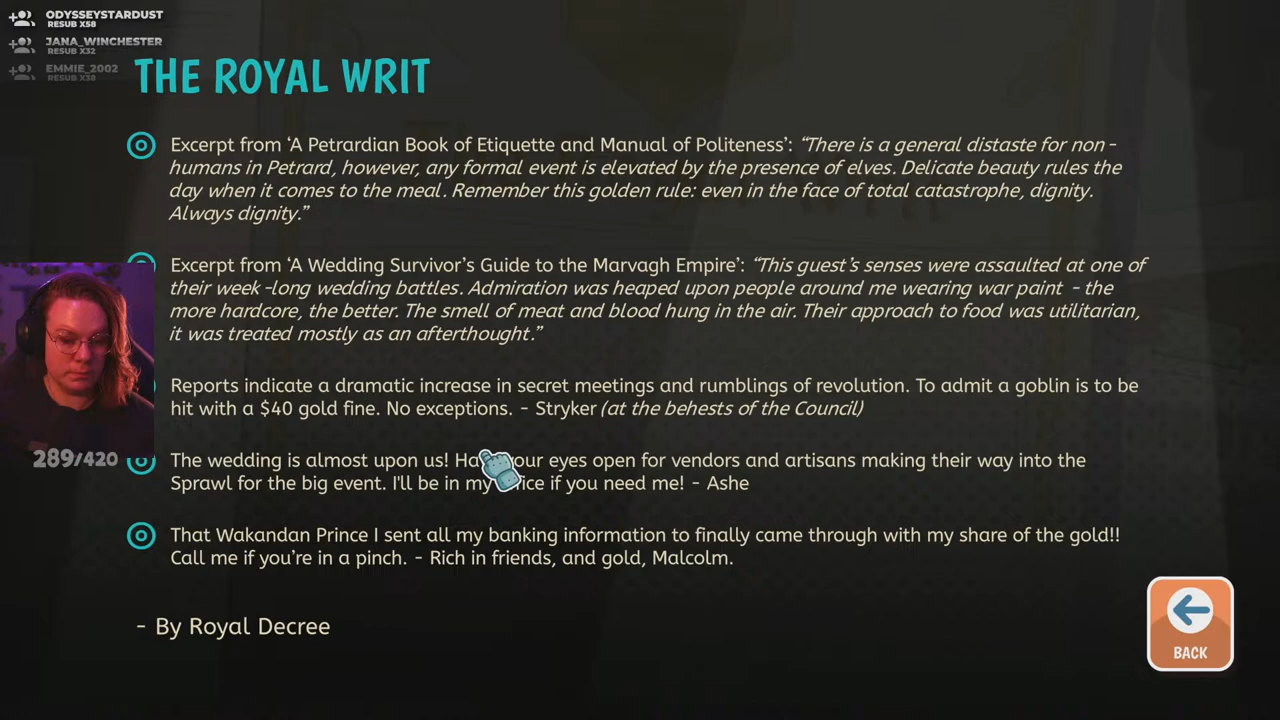 ODYSSEYSTARDUST
RESUB X58
JANA_WINCHESTER
RESUB X32
EMMIE_2002
RESUB X38
THE ROYAL WRIT
Excerpt from ‘A Petrardian Book of Etiquette and Manual of Politeness’: “There is a general distaste for non-
humans in Petrard, however, any formal event is elevated by the presence of elves. Delicate beauty rules the
day when it comes to the meal. Remember this golden rule: even in the face of total catastrophe, dignity.
Always dignity.”
Excerpt from ‘A Wedding Survivor’s Guide to the Marvagh Empire’: “This guest’s senses were assaulted at one of
their week-long wedding battles. Admiration was heaped upon people around me wearing war paint - the
more hardcore, the better. The smell of meat and blood hung in the air. Their approach to food was utilitarian,
it was treated mostly as an afterthought.”
Reports indicate a dramatic increase in secret meetings and rumblings of revolution. To admit a goblin is to be
hit with a $40 gold fine. No exceptions. - Stryker (at the behests of the Council)
The wedding is almost upon us! eyes open for vendors and artisans making their way into the
Sprawl for the big event. I'll be in my if you need me! - Ashe
289/420
That Wakandan Prince I sent all my banking information to finally came through with my share of the gold!!
Call me if you’re in a pinch. - Rich in friends, and gold, Malcolm.
- By Royal Decree
BACK